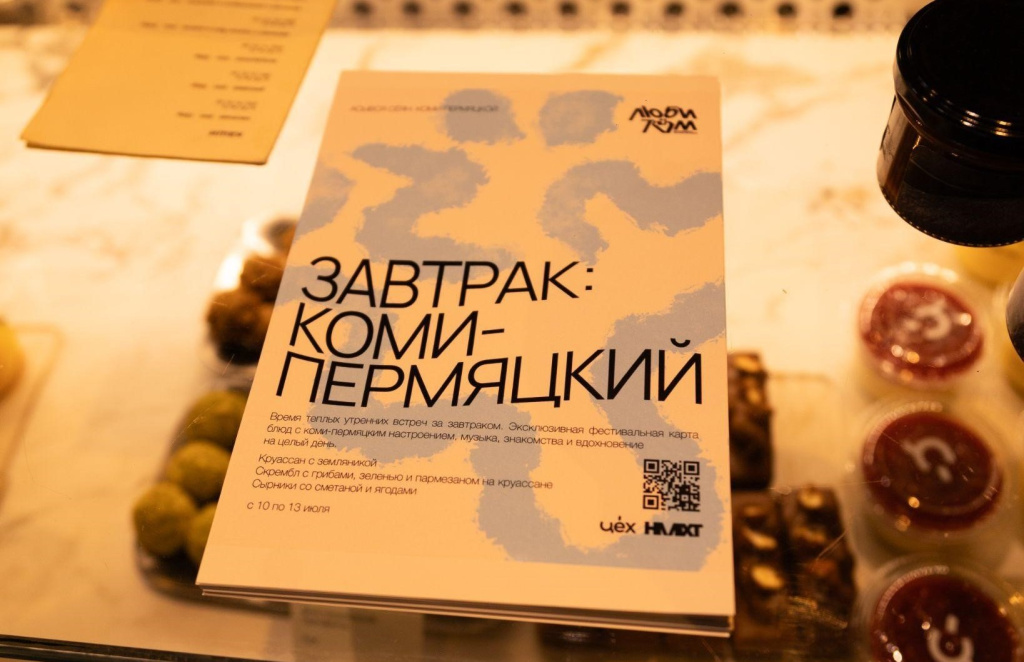 ЛЮБИ
ТАМ
ЗАВТРАК:
КОМИ-
ПЕРМЯЦКИЙ
Время теплых утренних встреч за завтраком. Эксклюзивная фестивальная карта
блюд с коми-пермяцким настроением, музыка, знакомства и вдохновение
на целый день.
Круассан с земляникой
Скрембл с грибами, зеленью и пармезаном на круассане
Сырники со сметаной и ягодами
с 10 по 13 июля
цех